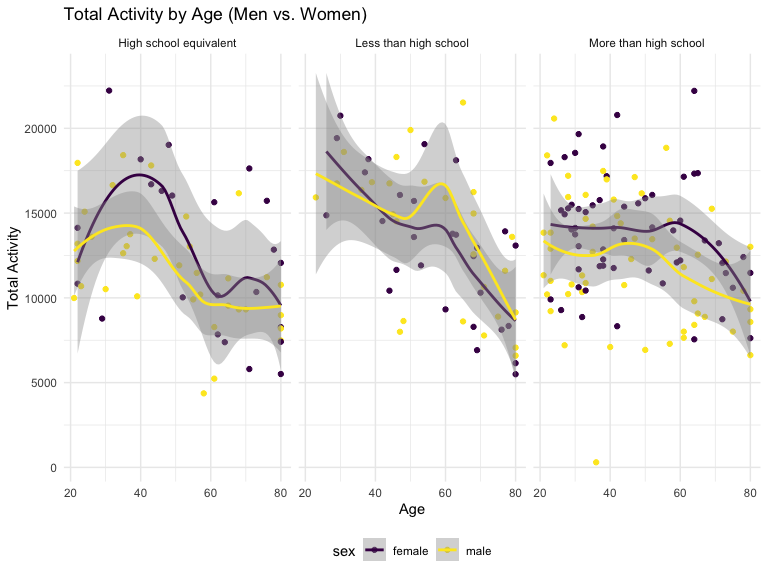 Total Activity by Age (Men vs. Women)
High school equivalent
Less than high school
More than high school
Total Activity
20000
15000
10000
5000
0
20 40 60 80
20 40 60 80
20 40 60 80
Age
sex female male